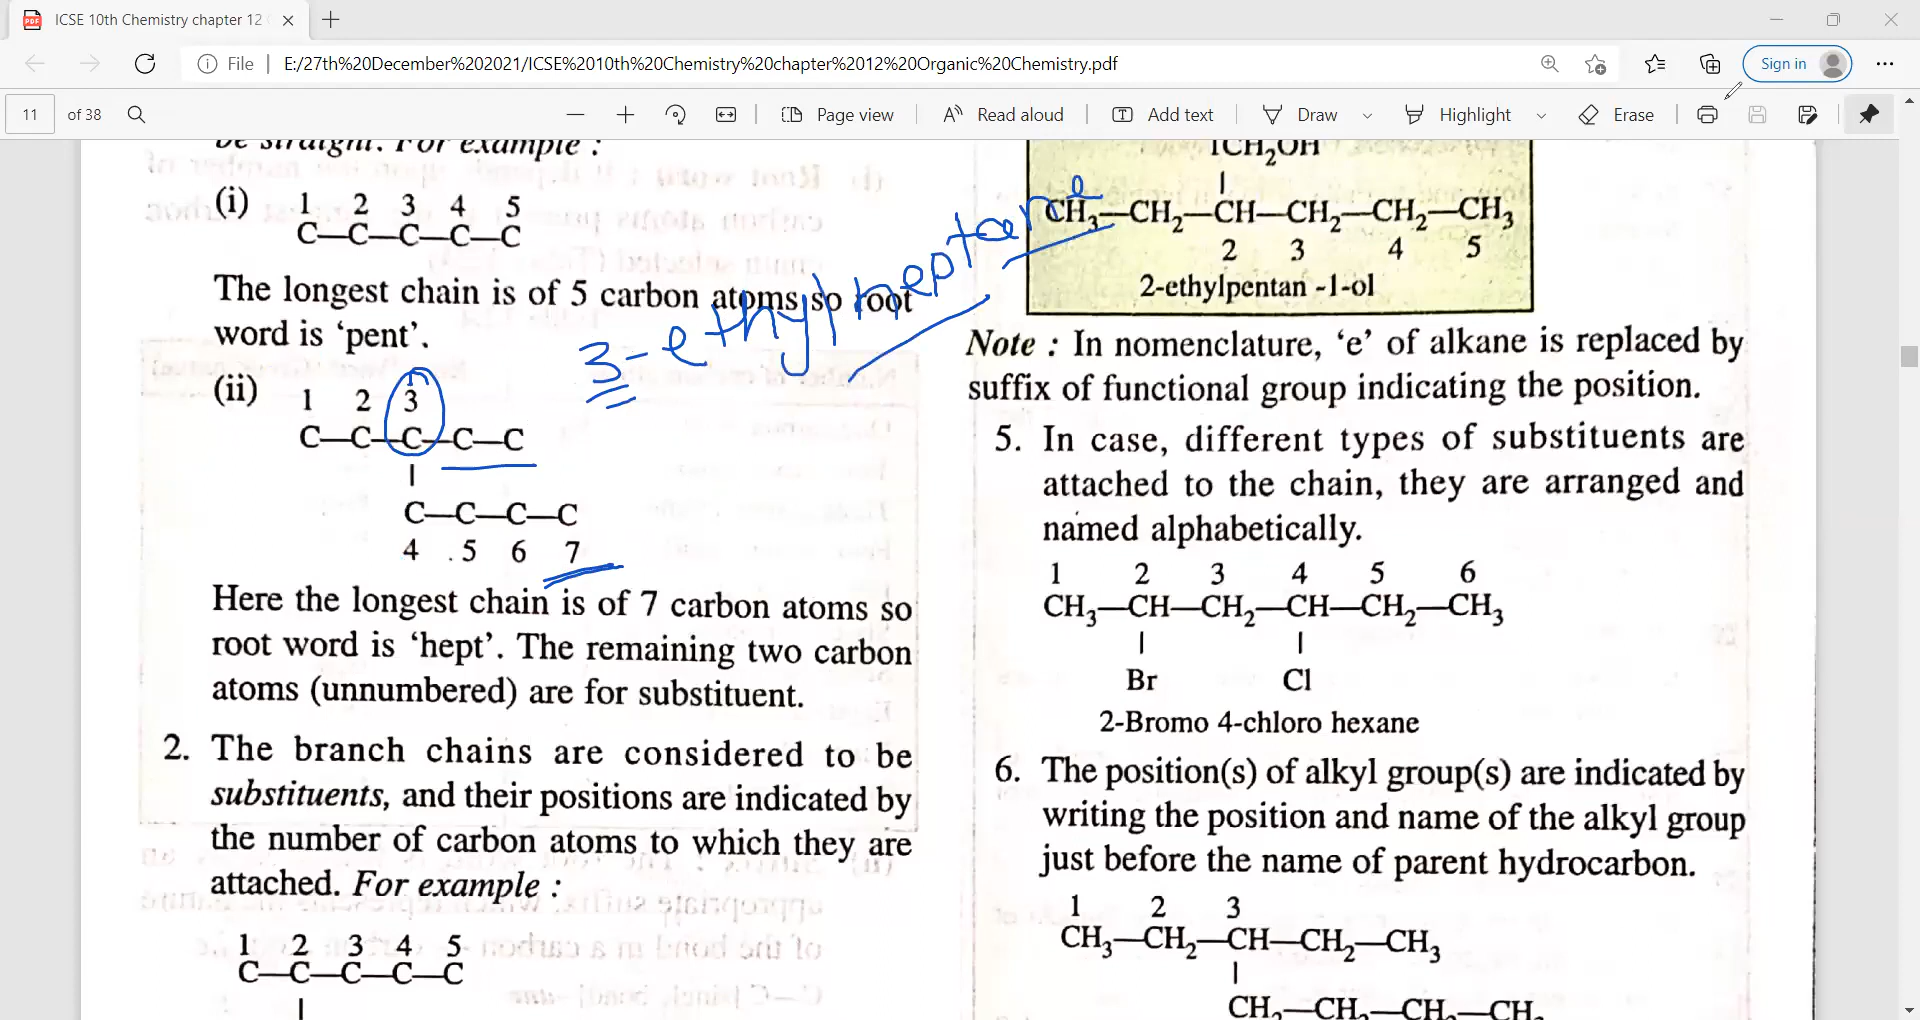 ICSE 10th Chemistry chapter 12
File
E:/27th%20December%202021/ICSE%2010th%20Chemistry%20chapter%2012%20Organic%20Chemistry.pdf
Sign in
11 of 38
Page view
Read aloud
Add text
Draw
Highlight
Erase
be straight. For example :
(i) 1 2 3 4 5
C—C—C—C—C
The longest chain is of 5 carbon atoms so root
word is ‘pent’.
3-ethyl heptane
(ii) 1 2 3
C—C—C—C—C
C—C—C—C
4 5 6 7
Here the longest chain is of 7 carbon atoms so
root word is ‘hept’. The remaining two carbon
atoms (unnumbered) are for substituent.
2. The branch chains are considered to be
substituents, and their positions are indicated by
the number of carbon atoms to which they are
attached. For example :
1 2 3 4 5
C—C—C—C—C
1CH₂OH
CH₃—CH₂—CH—CH₂—CH₂—CH₃
2 3 4 5
2-ethylpentan -1-ol
Note : In nomenclature, ‘e’ of alkane is replaced by
suffix of functional group indicating the position.
5. In case, different types of substituents are
attached to the chain, they are arranged and
named alphabetically.
1 2 3 4 5 6
CH₃—CH—CH₂—CH—CH₂—CH₃
Br Cl
2-Bromo 4-chloro hexane
6. The position(s) of alkyl group(s) are indicated by
writing the position and name of the alkyl group
just before the name of parent hydrocarbon.
1 2 3
CH₃—CH₂—CH—CH₂—CH₃
CH₂—CH₂—CH₂—CH₃